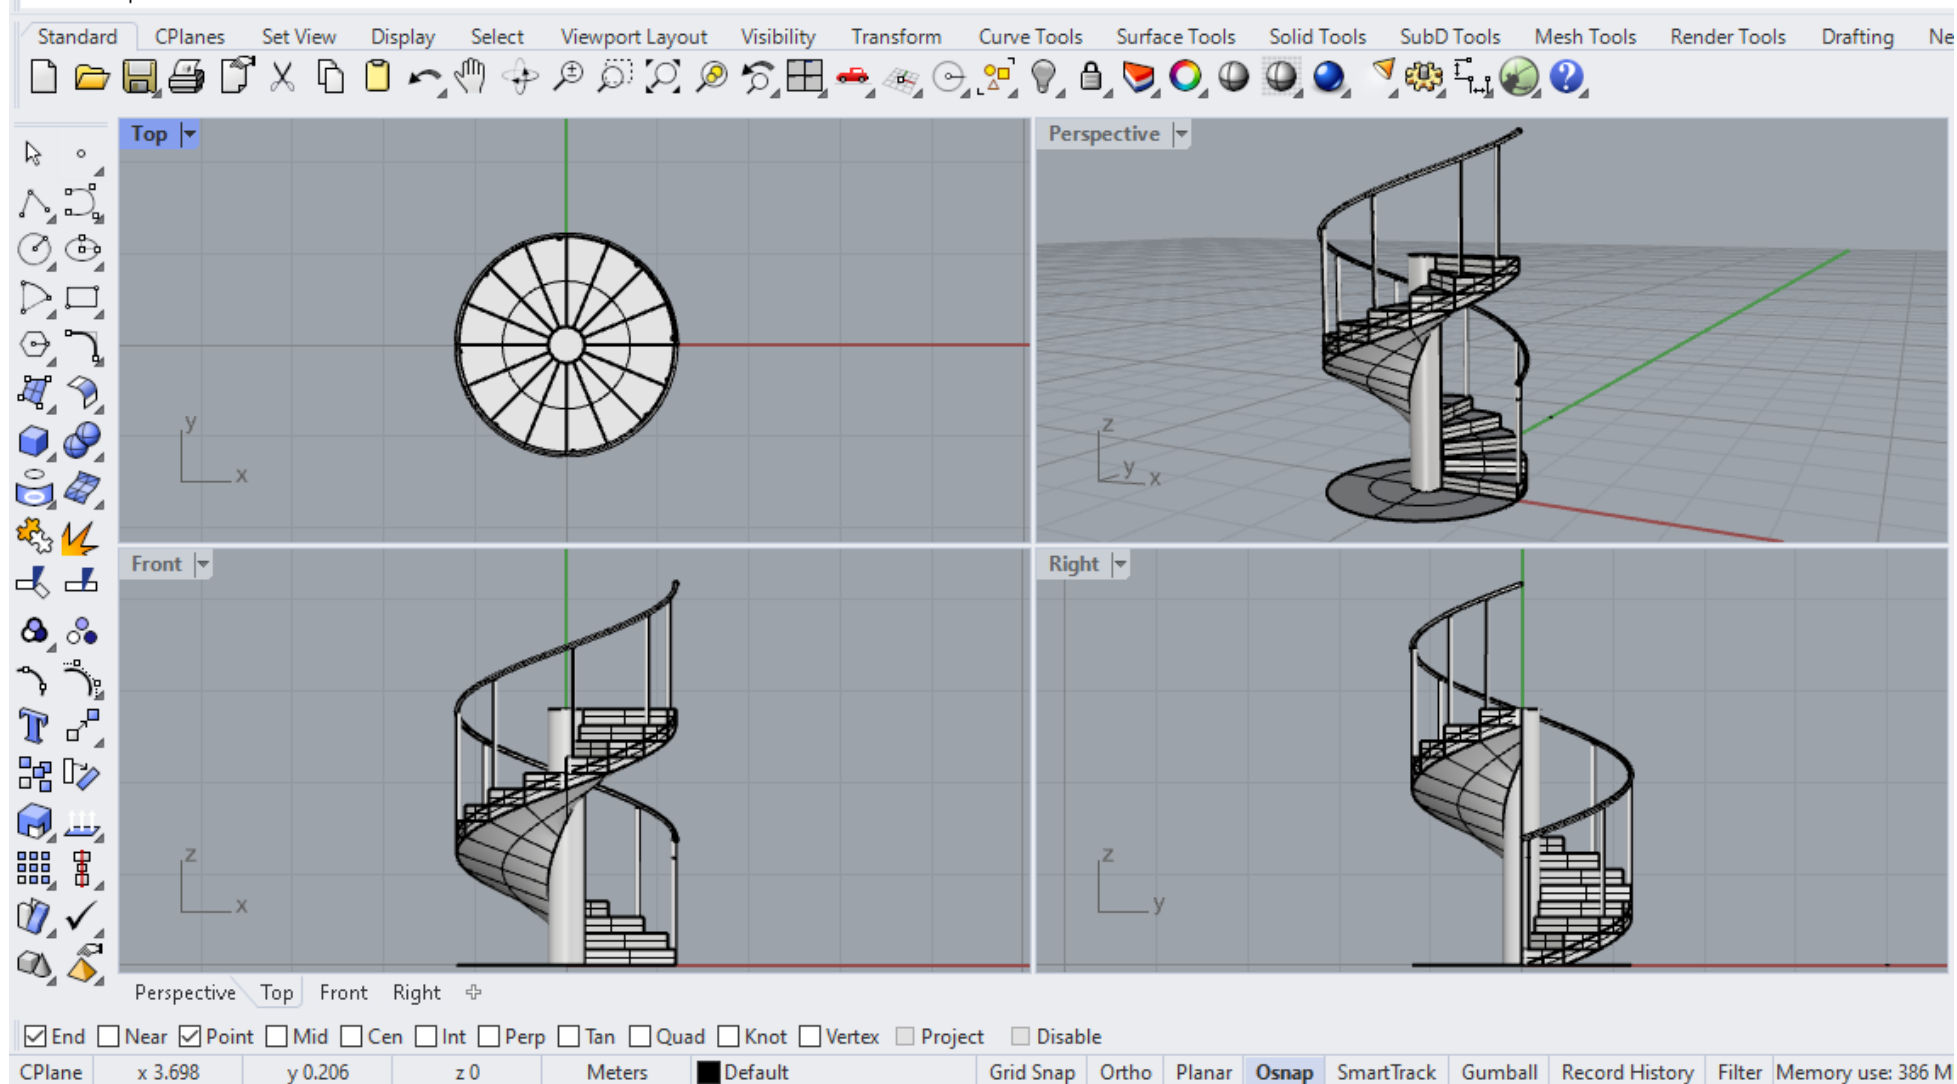 Standard CPlanes Set View Display Select Viewport Layout Visibility Transform Curve Tools Surface Tools Solid Tools SubD Tools Mesh Tools Render Tools Drafting Ne
Top
Perspective
y
x
z
y
x
Front
Right
z
x
z
y
Perspective Top Front Right
End Near Point Mid Cen Int Perp Tan Quad Knot Vertex Project Disable
CPlane x 3.698 y 0.206 z 0 Meters Default Grid Snap Ortho Planar Osnap SmartTrack Gumball Record History Filter Memory use: 386 M